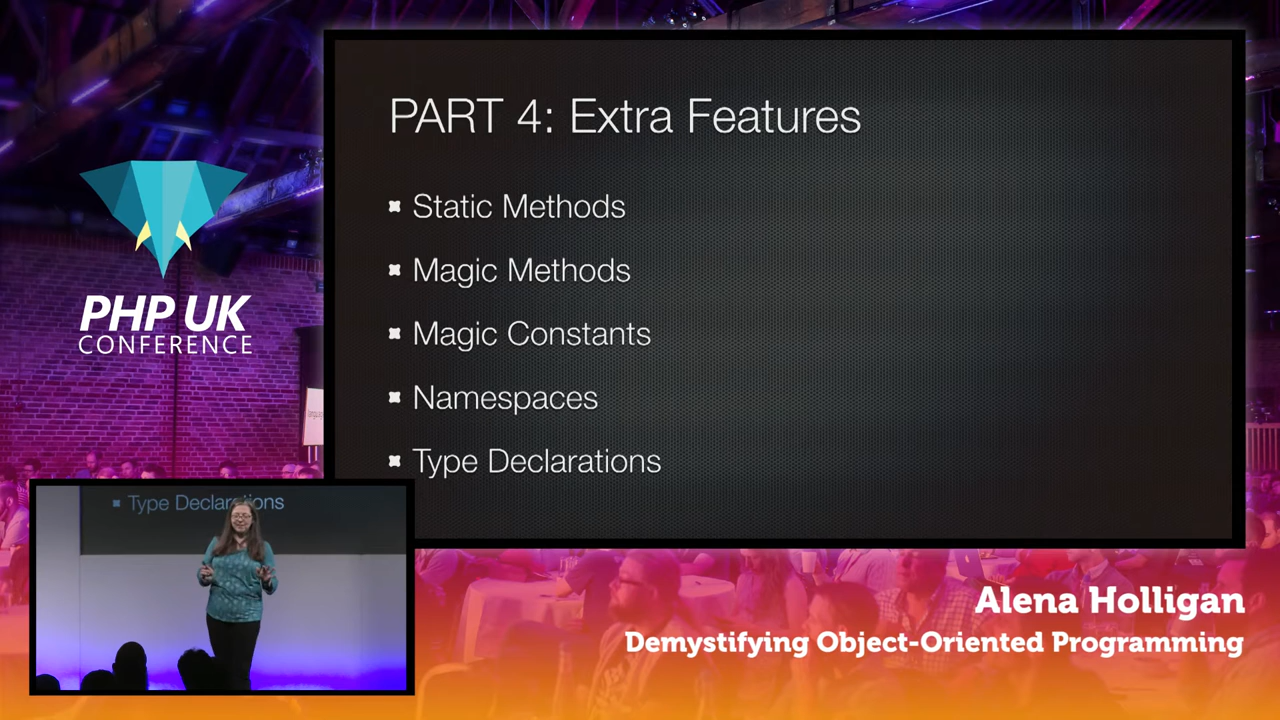 PART 4: Extra Features
Static Methods
Magic Methods
Magic Constants
Namespaces
Type Declarations
PHP UK
CONFERENCE
Type Declarations
Alena Holligan
Demystifying Object-Oriented Programming